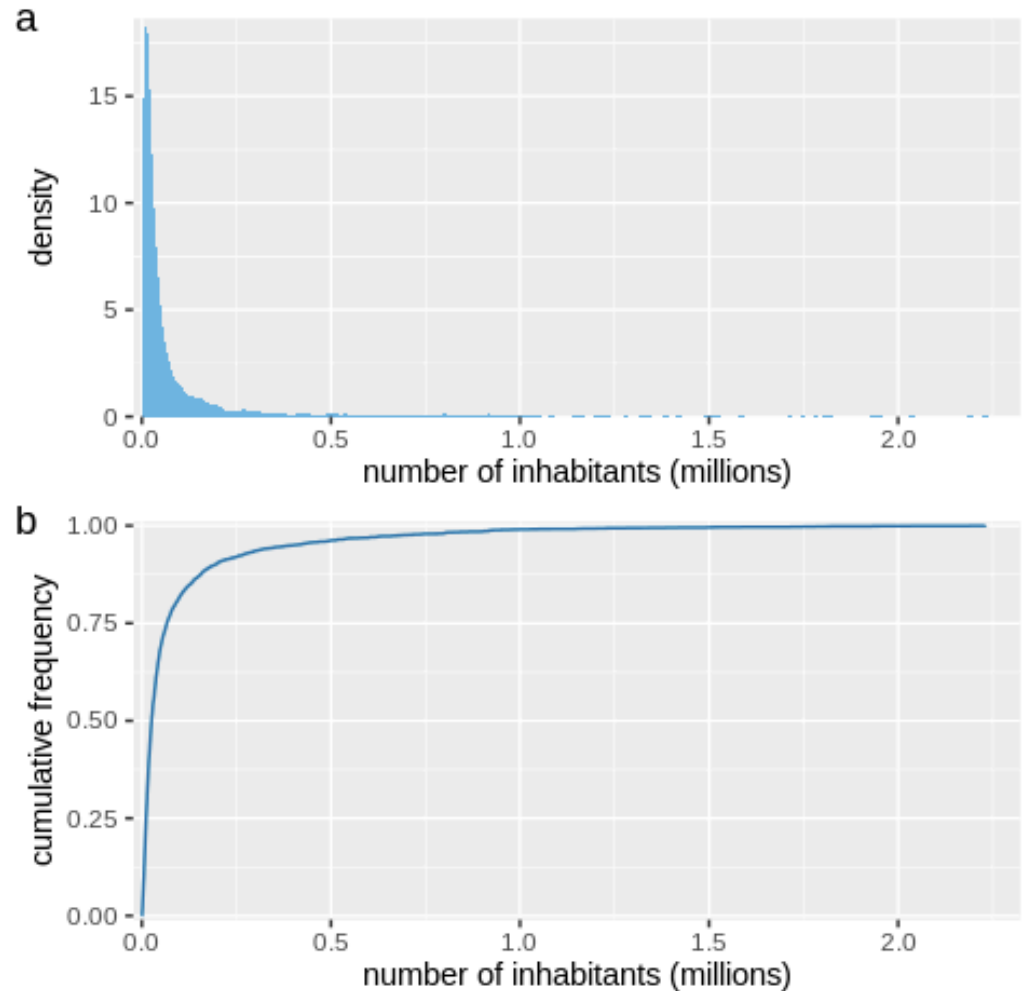 a
15
10
5
0
density
0.0 0.5 1.0 1.5 2.0
number of inhabitants (millions)
b
1.00
0.75
0.50
0.25
0.00
cumulative frequency
0.0 0.5 1.0 1.5 2.0
number of inhabitants (millions)